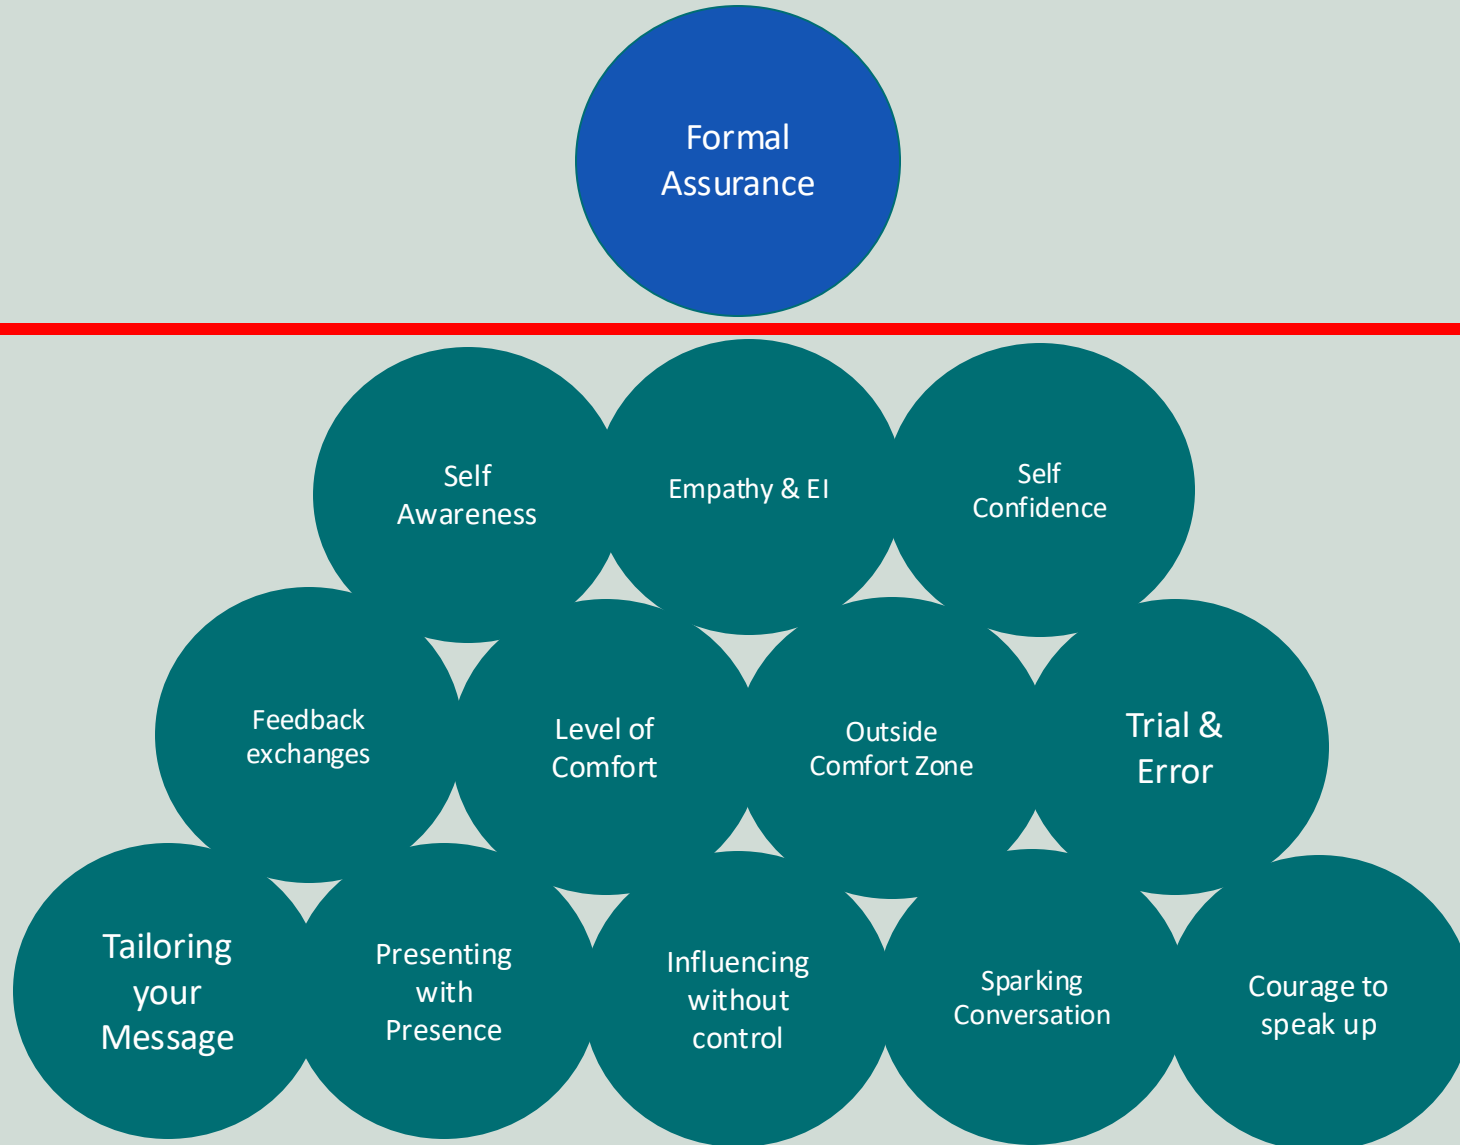 Formal
Assurance
Self
Awareness
Empathy & EI
Self
Confidence
Feedback
exchanges
Level of
Comfort
Outside
Comfort Zone
Trial &
Error
Tailoring
your
Message
Presenting
with
Presence
Influencing
without
control
Sparking
Conversation
Courage to
speak up